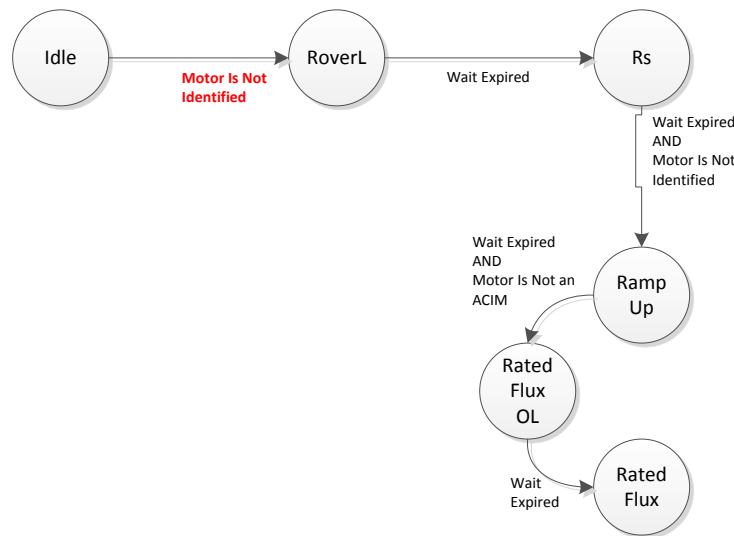 Idle
RoverL
Rs
Motor Is Not
Identified
Wait Expired
Wait Expired
AND
Motor Is Not
Identified
Wait Expired
AND
Motor Is Not an
ACIM
Ramp
Up
Rated
Flux
OL
Wait
Expired
Rated
Flux